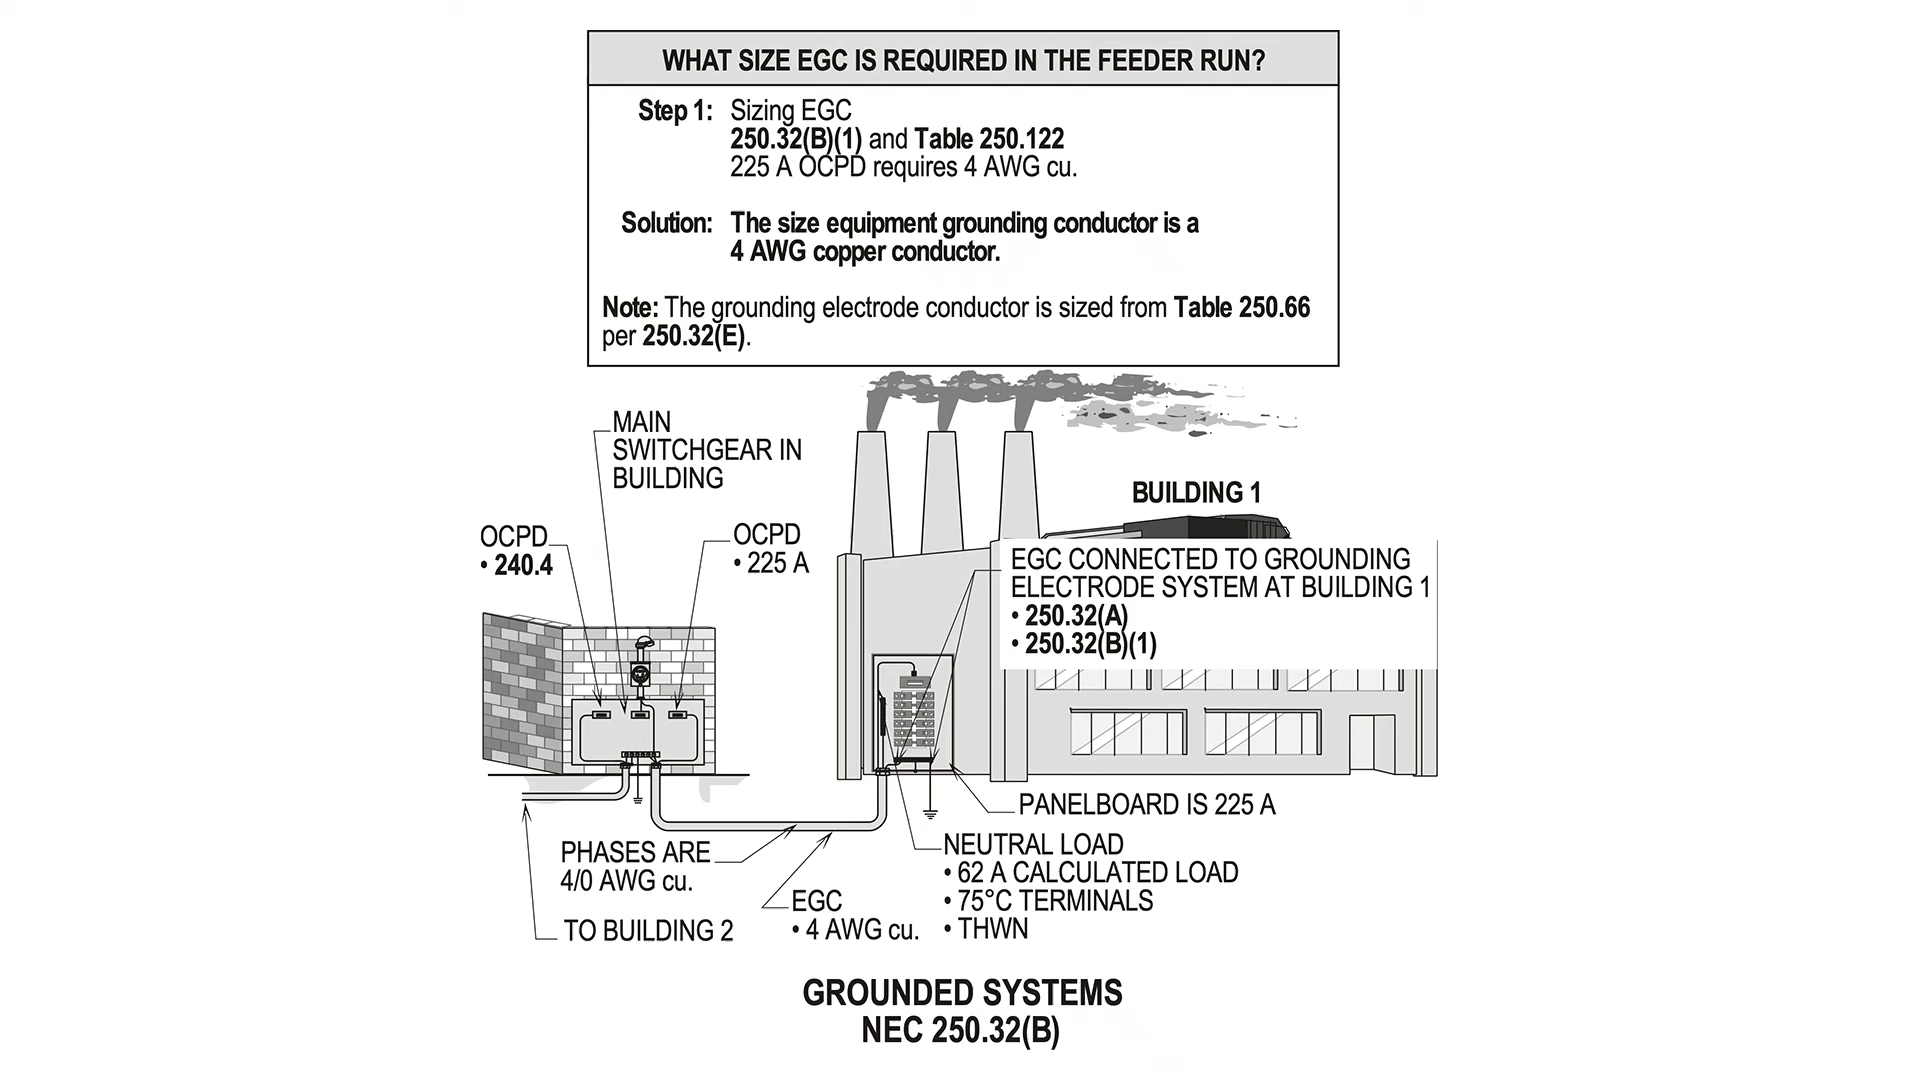 WHAT SIZE EGC IS REQUIRED IN THE FEEDER RUN?
Step 1: Sizing EGC
250.32(B)(1) and Table 250.122
225 A OCPD requires 4 AWG cu.
Solution: The size equipment grounding conductor is a
4 AWG copper conductor.
Note: The grounding electrode conductor is sized from Table 250.66
per 250.32(E).
MAIN
SWITCHGEAR IN
BUILDING
OCPD
• 240.4
OCPD
• 225 A
BUILDING 1
EGC CONNECTED TO GROUNDING
ELECTRODE SYSTEM AT BUILDING 1
• 250.32(A)
• 250.32(B)(1)
PANELBOARD IS 225 A
PHASES ARE
4/0 AWG cu.
TO BUILDING 2
EGC
• 4 AWG cu.
NEUTRAL LOAD
• 62 A CALCULATED LOAD
• 75°C TERMINALS
• THWN
GROUNDED SYSTEMS
NEC 250.32(B)